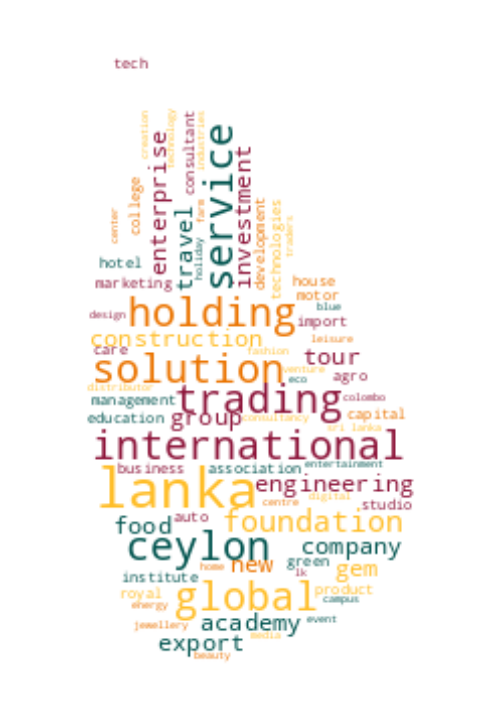 tech
creation
technology
industries
consultant
service
enterprise
investment
college
center
travel
farm
holiday
development
technologies
traders
hotel
marketing
house
motor
blue
design
holding
import
construction
leisure
care
fashion
tour
solution
venture
eco
agro
distributor
management
trading
colombo
education
group
consultancy
capital
sri lanka
international
business
association
entertainment
lanka
engineering
digital
centre
studio
food
auto
foundation
ceylon
company
home
new
green
lk
gem
institute
royal
energy
global
product
campus
jewellery
academy
event
media
export
beauty